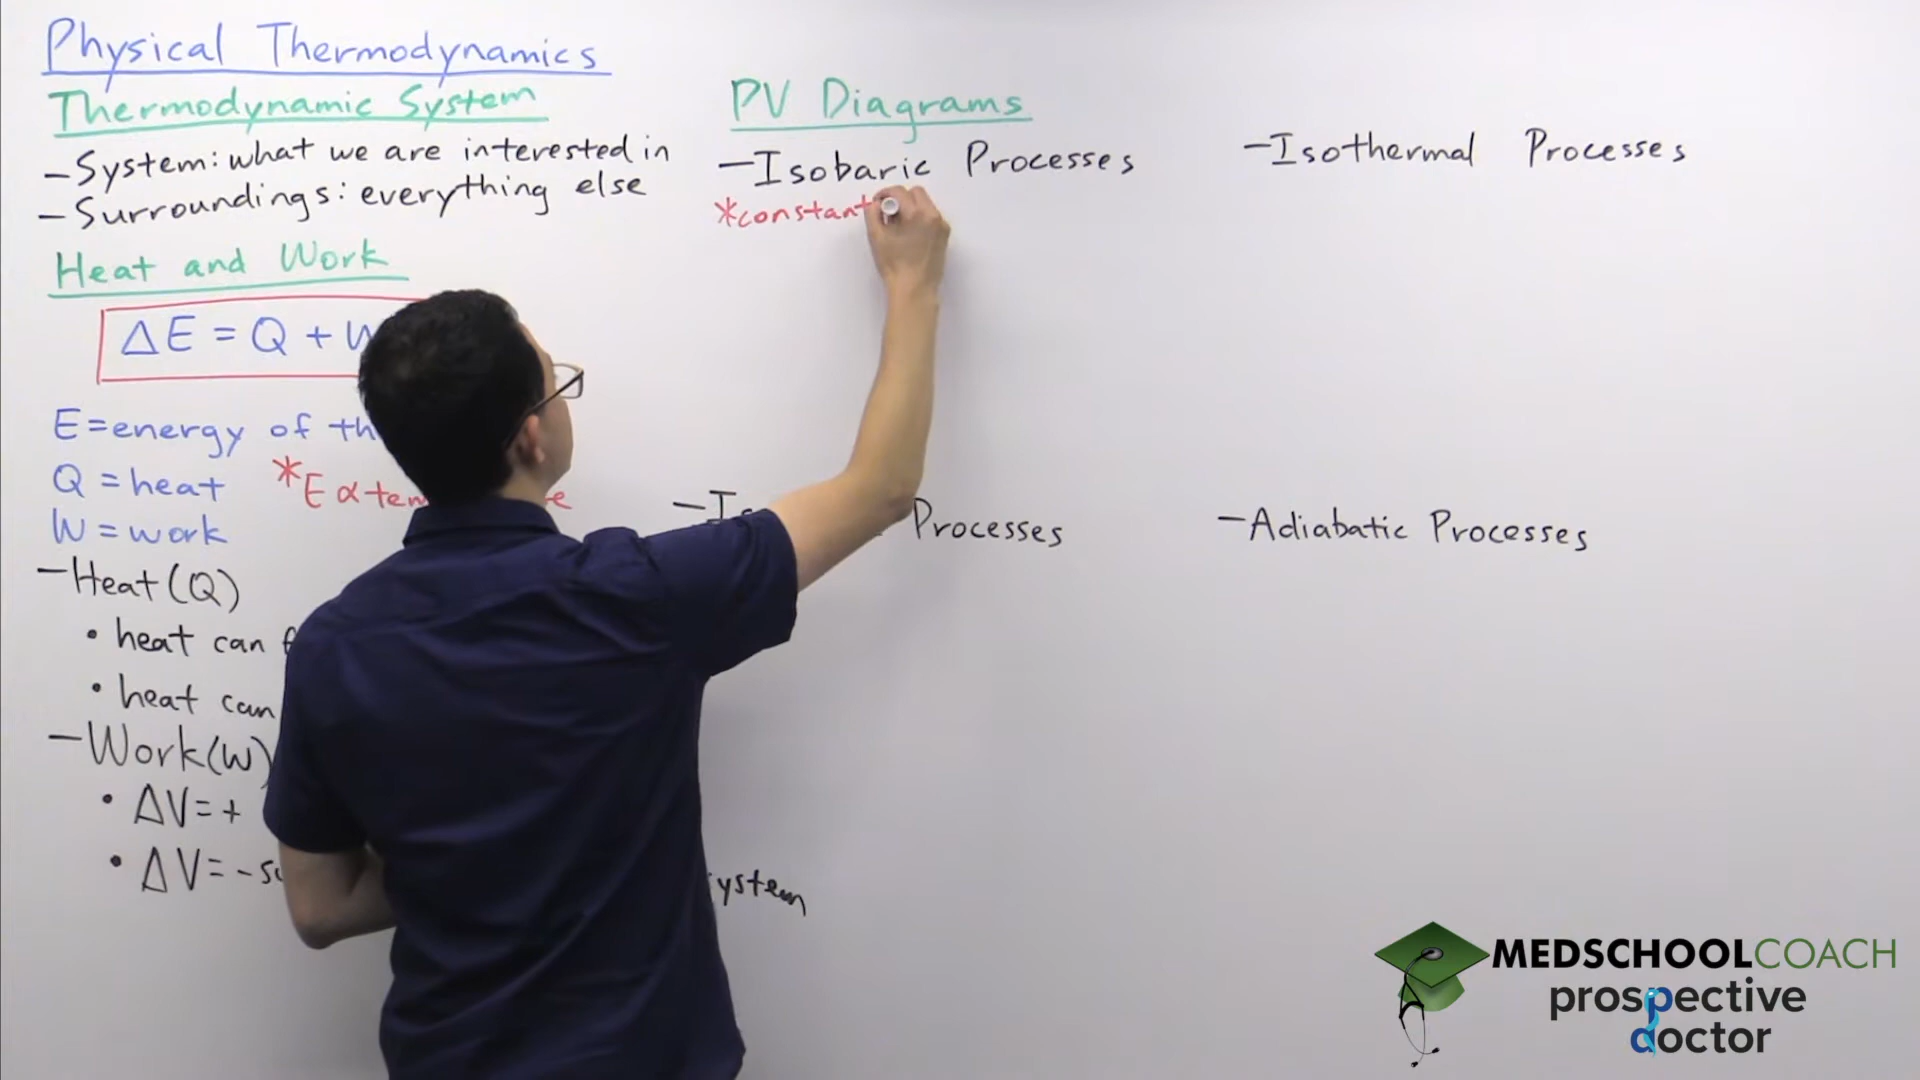 Physical Thermodynamics
Thermodynamic System
-System: what we are interested in
-Surroundings: everything else
Heat and Work
ΔE = Q + W
E=energy of
Q = heat
*E α
W = work
-Heat(Q)
• heat can
• heat can
-Work(W)
• ΔV= +
• ΔV= -
system
PV Diagrams
-Isobaric Processes
*constant
Processes
-Isothermal Processes
-Adiabatic Processes
MEDSCHOOLCOACH
prospective
doctor